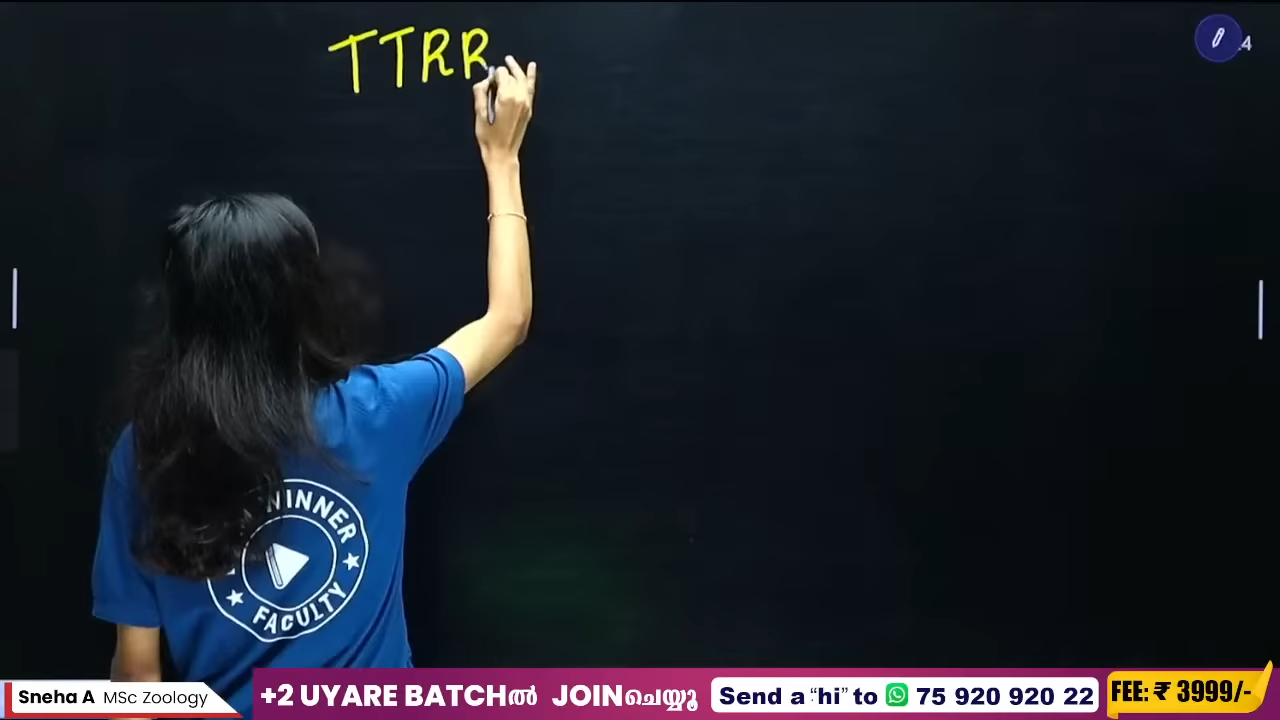 TTRR
4
WINNER
FACULTY
Sneha A MSc Zoology
+2 UYARE BATCHൽ JOINചെയ്യൂ
Send a “hi” to 75 920 920 22
FEE: ₹ 3999/-